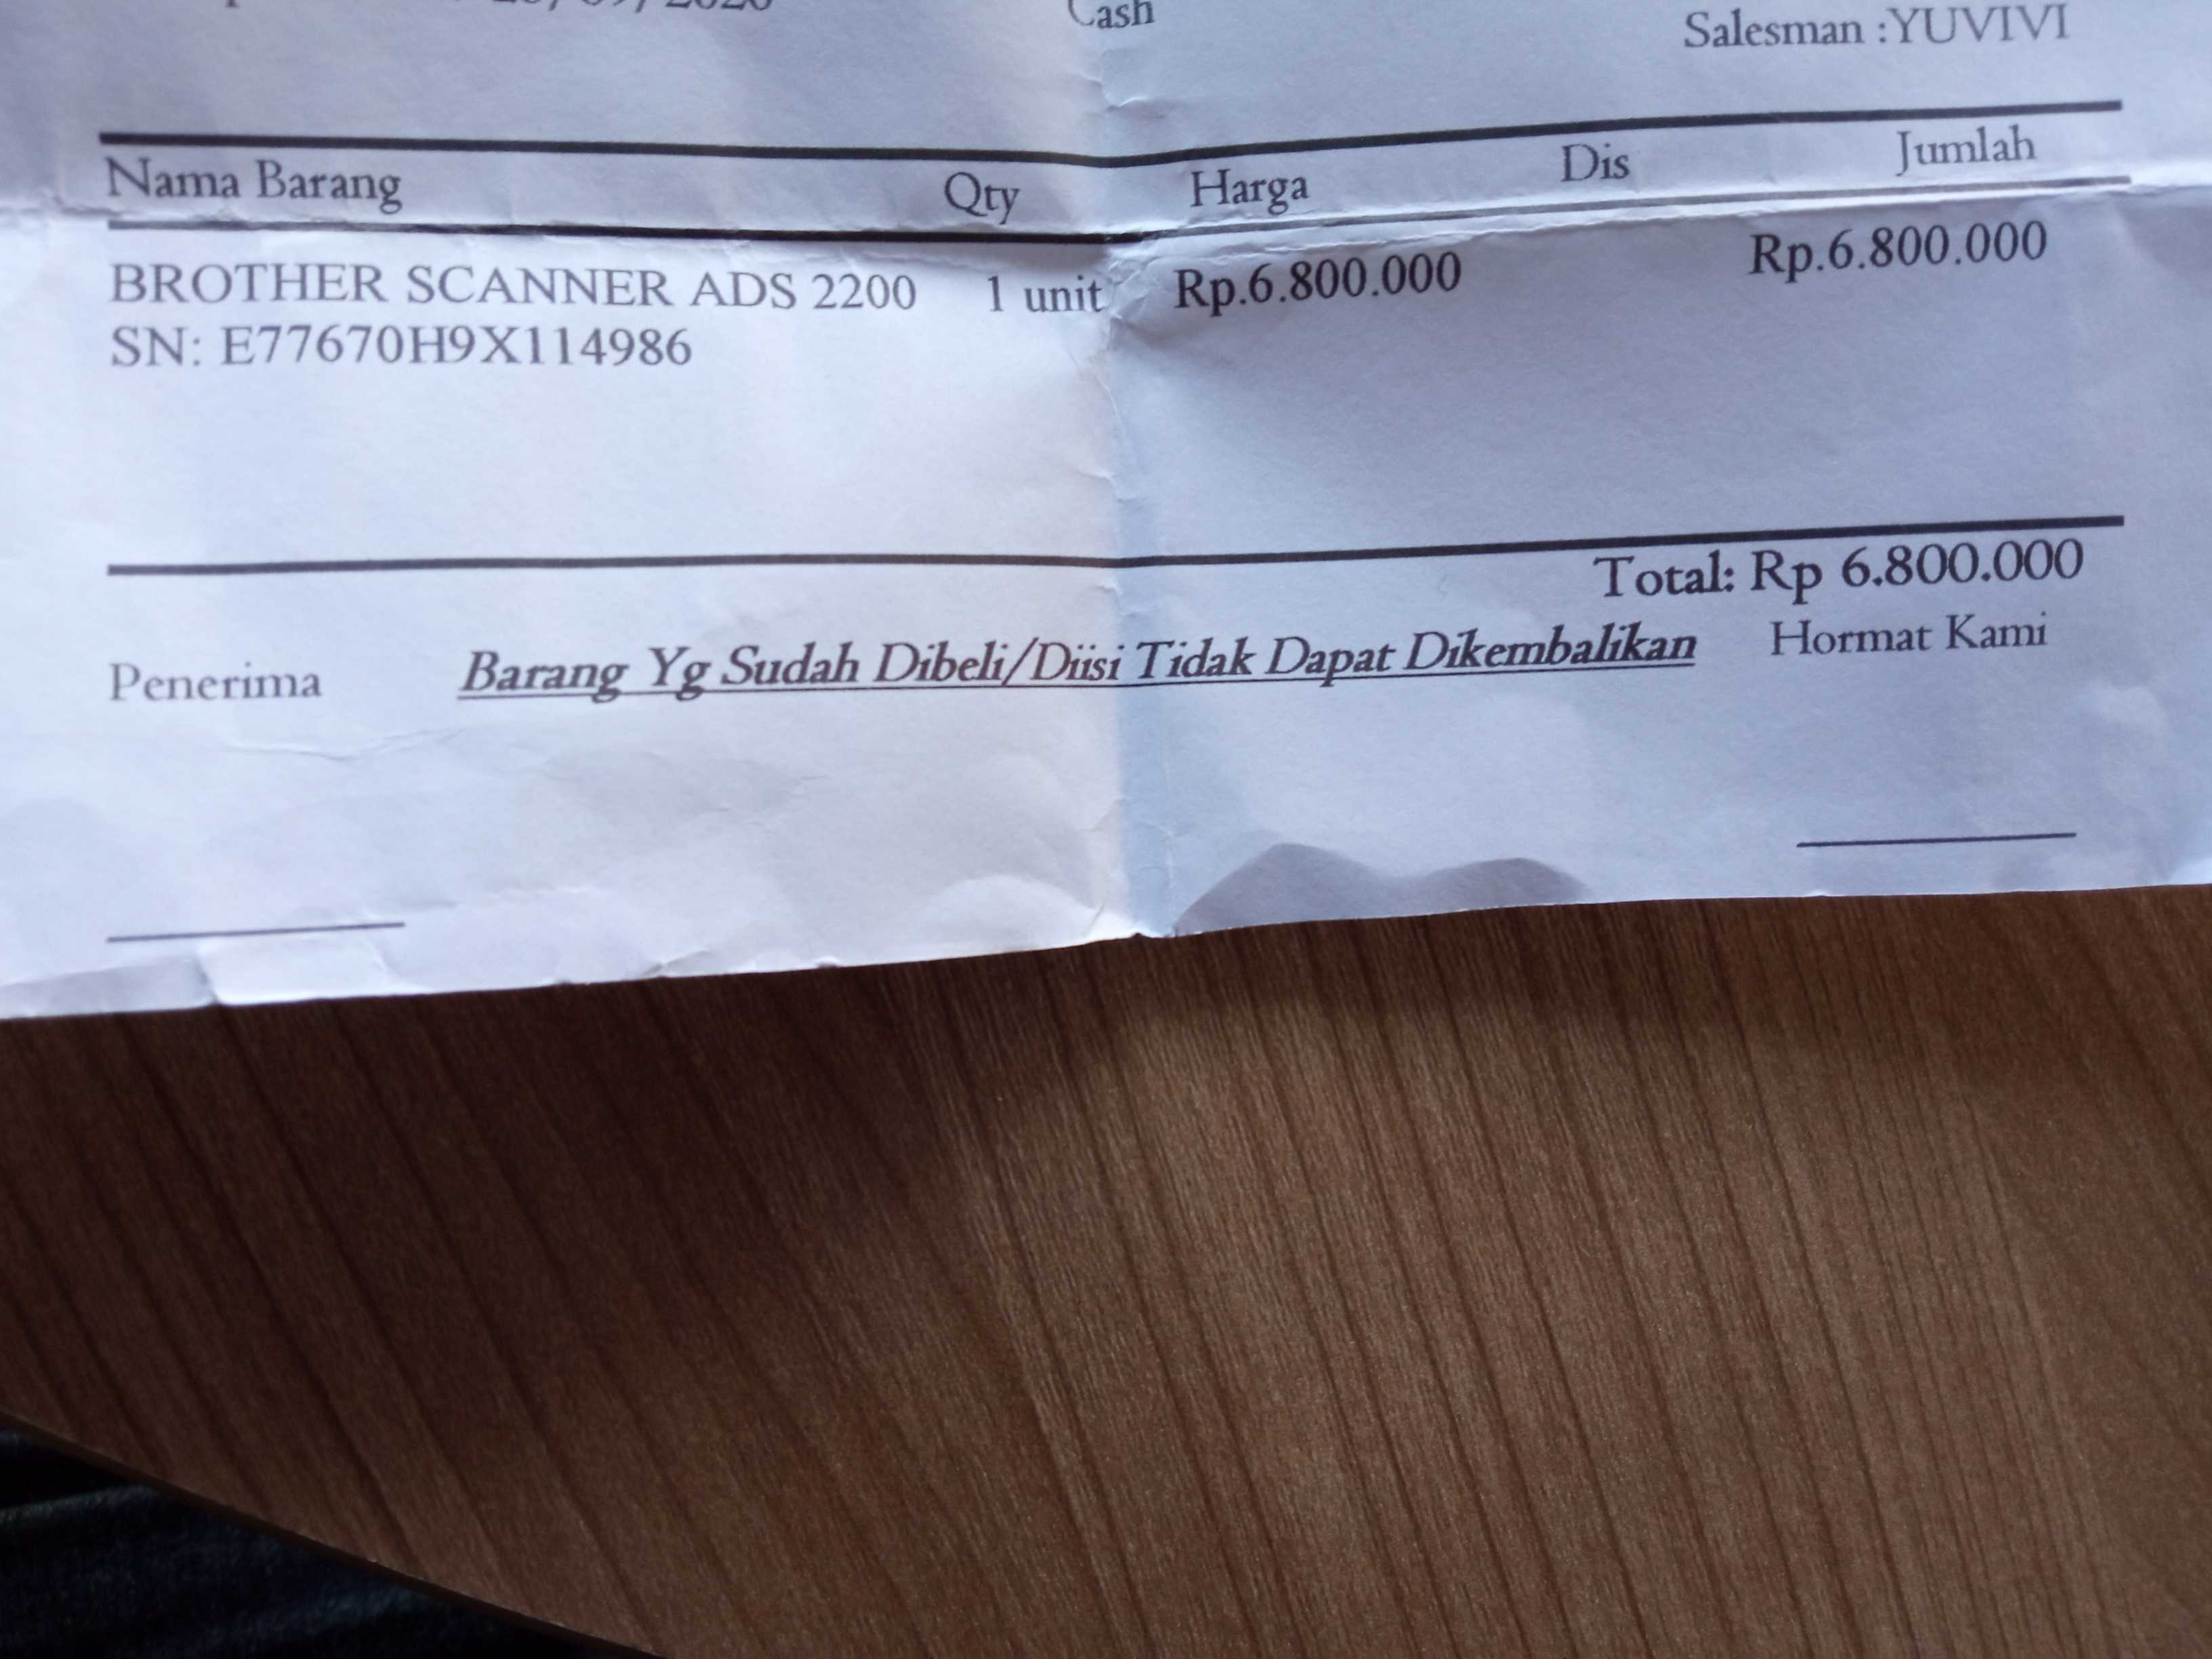 Cash
Salesman :YUVIVI
Nama Barang Qty Harga Dis Jumlah
BROTHER SCANNER ADS 2200 1 unit Rp.6.800.000 Rp.6.800.000
SN: E77670H9X114986
Total: Rp 6.800.000
Penerima Barang Yg Sudah Dibeli/Diisi Tidak Dapat Dikembalikan Hormat Kami